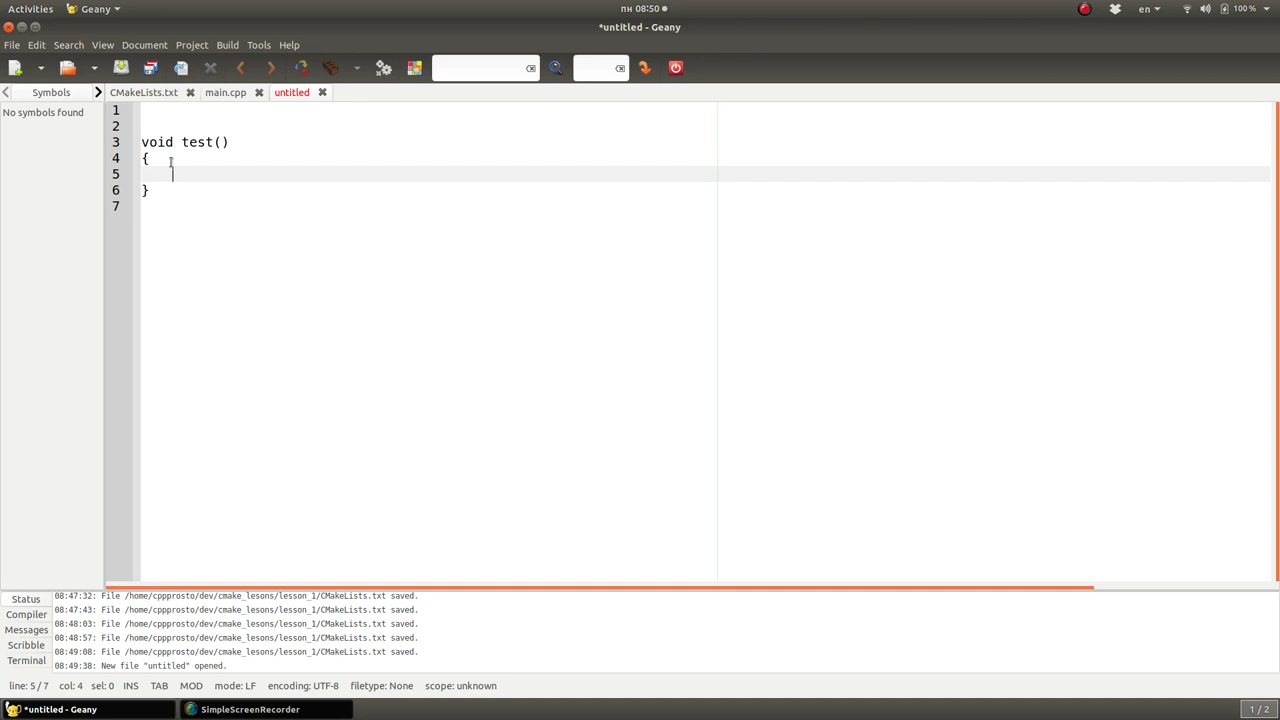 Activities Geany пн 08:50 en 100 %
*untitled - Geany
File Edit Search View Document Project Build Tools Help
Symbols CMakeLists.txt main.cpp untitled
No symbols found
1
2
3 void test()
4 {
5
6 }
7
Status
Compiler
Messages
Scribble
Terminal
08:47:32: File /home/cppprosto/dev/cmake_lesons/lesson_1/CMakeLists.txt saved.
08:47:43: File /home/cppprosto/dev/cmake_lesons/lesson_1/CMakeLists.txt saved.
08:48:03: File /home/cppprosto/dev/cmake_lesons/lesson_1/CMakeLists.txt saved.
08:48:57: File /home/cppprosto/dev/cmake_lesons/lesson_1/CMakeLists.txt saved.
08:49:08: File /home/cppprosto/dev/cmake_lesons/lesson_1/CMakeLists.txt saved.
08:49:38: New file "untitled" opened.
line: 5 / 7 col: 4 sel: 0 INS TAB MOD mode: LF encoding: UTF-8 filetype: None scope: unknown
*untitled - Geany SimpleScreenRecorder 1 / 2